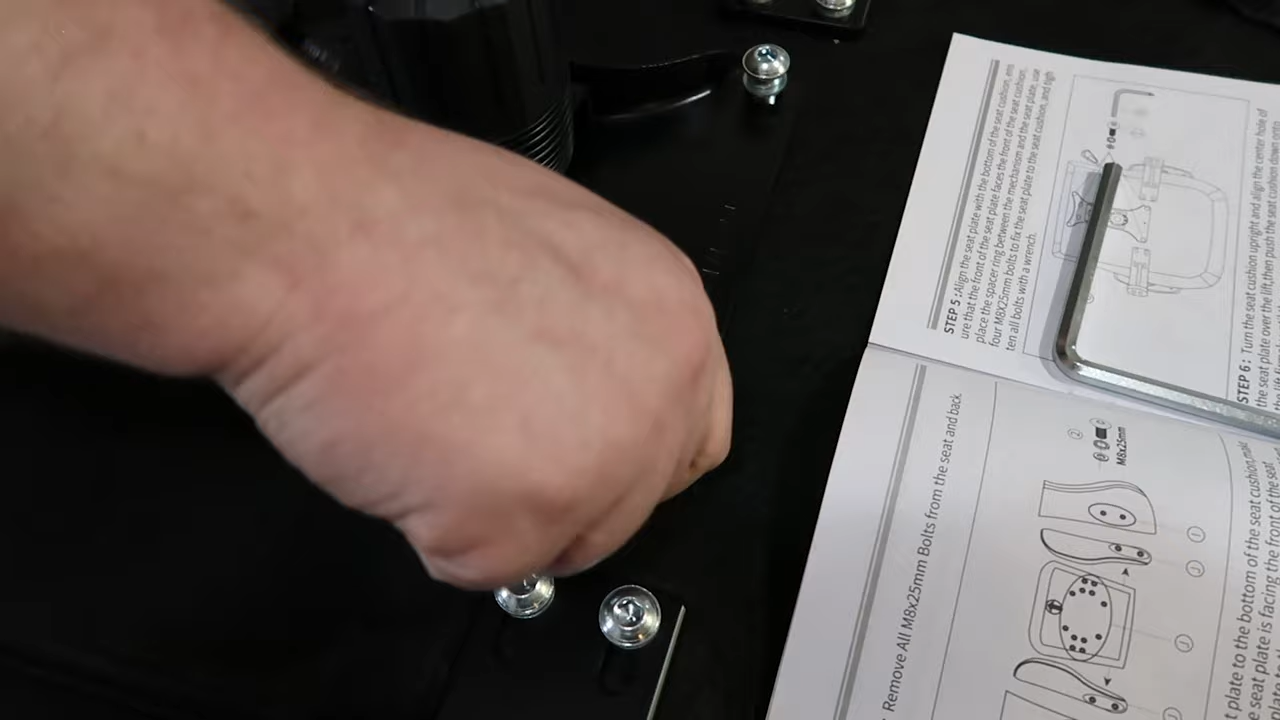 STEP 5 :Align the seat plate with the bottom of the seat cushion, ens
ure that the front of the seat plate faces the front of the seat cushion,
place the spacer ring between the mechanism and the seat plate, use
four M8X25mm bolts to fix the seat plate to the seat cushion, and tigh
ten all bolts with a wrench.
STEP 6 : Turn the seat cushion upright and align the center hole of
the seat plate over the lift,then push the seat cushion down
Remove All M8x25mm Bolts from the seat and back.
②
M8x25mm
①
①
①
plate to the bottom of the seat cushion,make
seat plate is facing the front of the seat